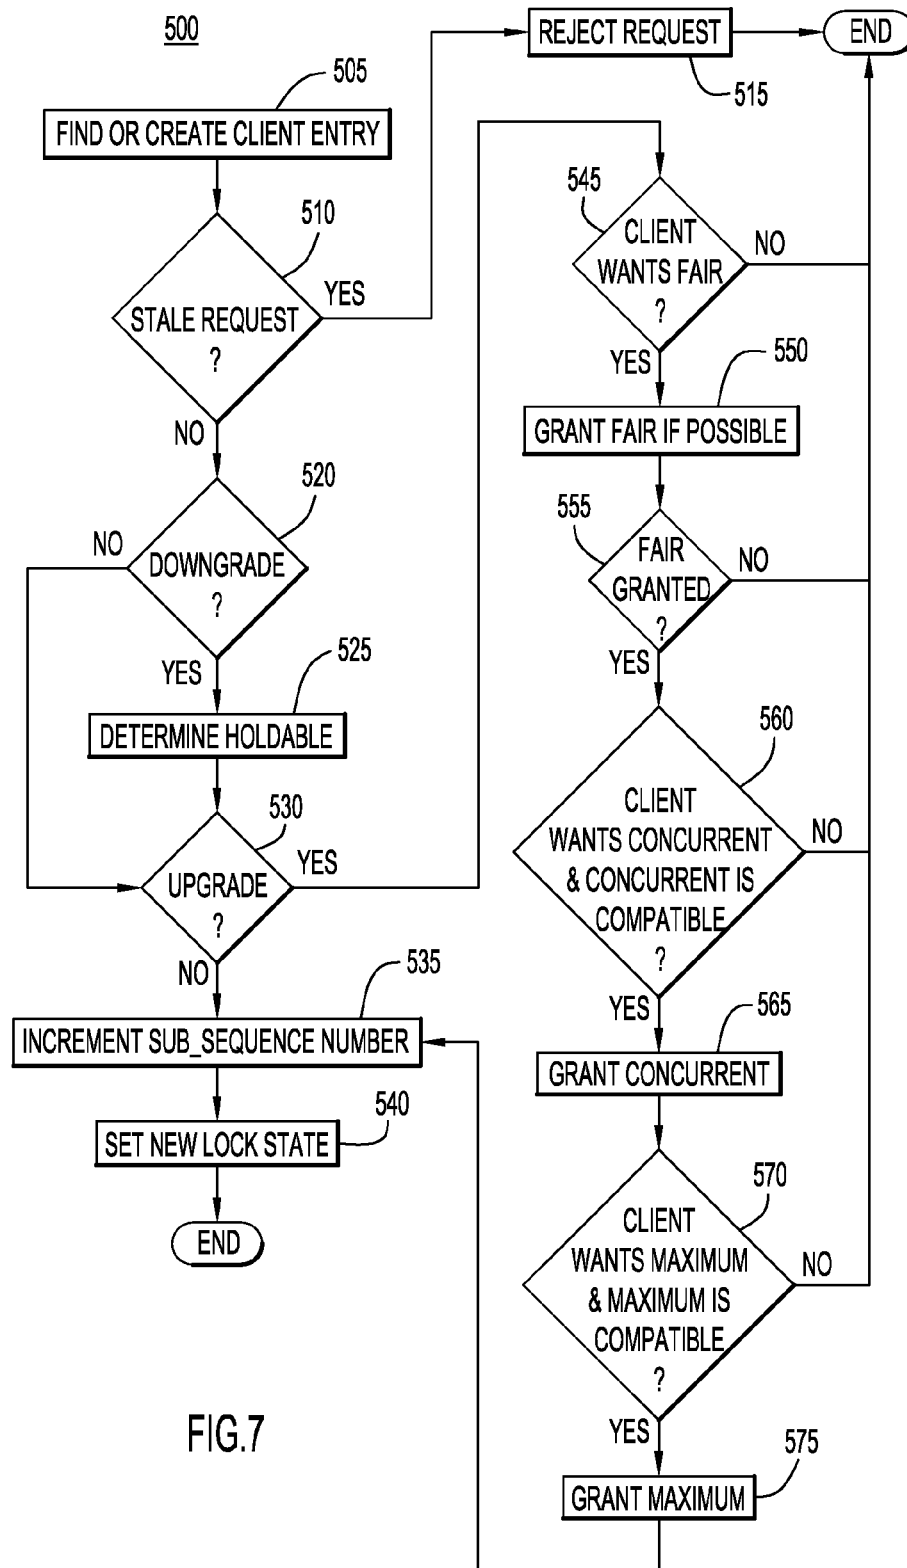 500
REJECT REQUEST
END
505
515
FIND OR CREATE CLIENT ENTRY
510
STALE REQUEST
?
YES
NO
520
DOWNGRADE
?
NO
YES
525
DETERMINE HOLDABLE
530
UPGRADE
?
YES
NO
535
INCREMENT SUB_SEQUENCE NUMBER
540
SET NEW LOCK STATE
END
545
CLIENT
WANTS FAIR
?
NO
YES
550
GRANT FAIR IF POSSIBLE
555
FAIR
GRANTED
?
NO
YES
560
CLIENT
WANTS CONCURRENT
& CONCURRENT IS
COMPATIBLE
?
NO
YES
565
GRANT CONCURRENT
570
CLIENT
WANTS MAXIMUM
& MAXIMUM IS
COMPATIBLE
?
NO
YES
575
GRANT MAXIMUM
FIG.7